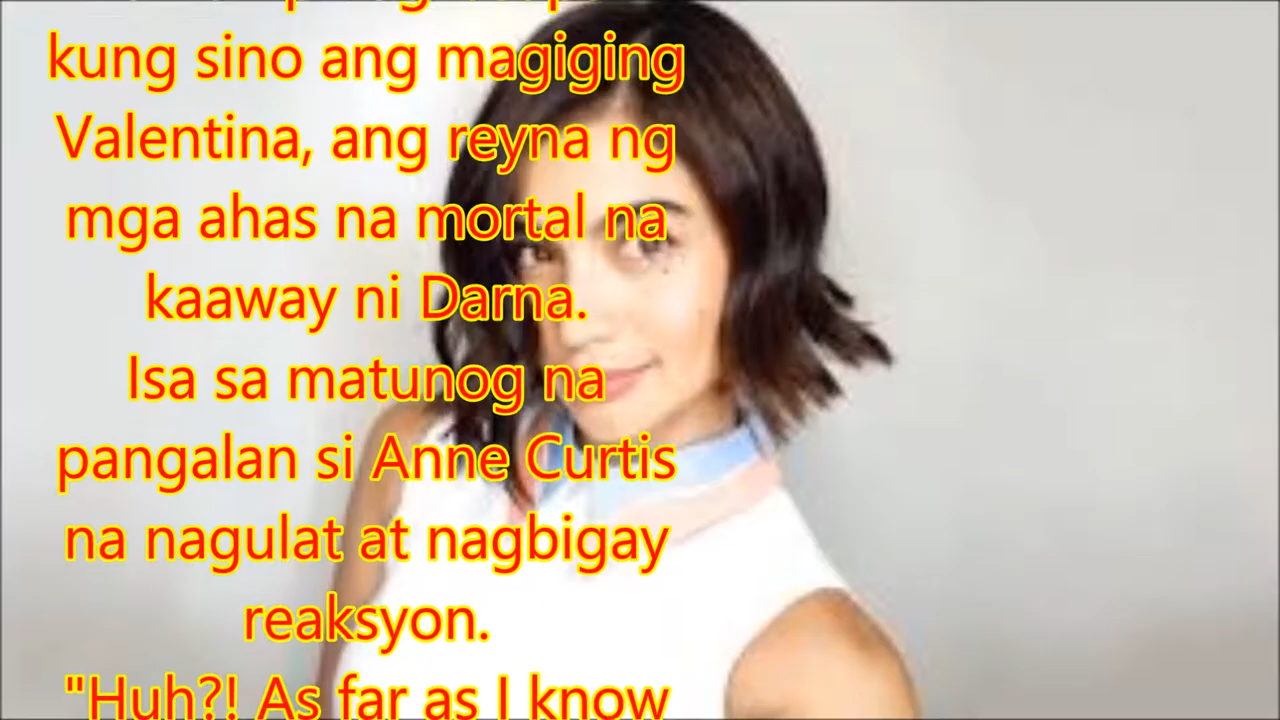 kung sino ang magiging
Valentina, ang reyna ng
mga ahas na mortal na
kaaway ni Darna.
Isa sa matunog na
pangalan si Anne Curtis
na nagulat at nagbigay
reaksyon.
"Huh?! As far as I know